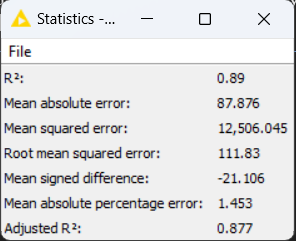 Statistics -...
File
R²: 0.89
Mean absolute error: 87.876
Mean squared error: 12,506.045
Root mean squared error: 111.83
Mean signed difference: -21.106
Mean absolute percentage error: 1.453
Adjusted R²: 0.877